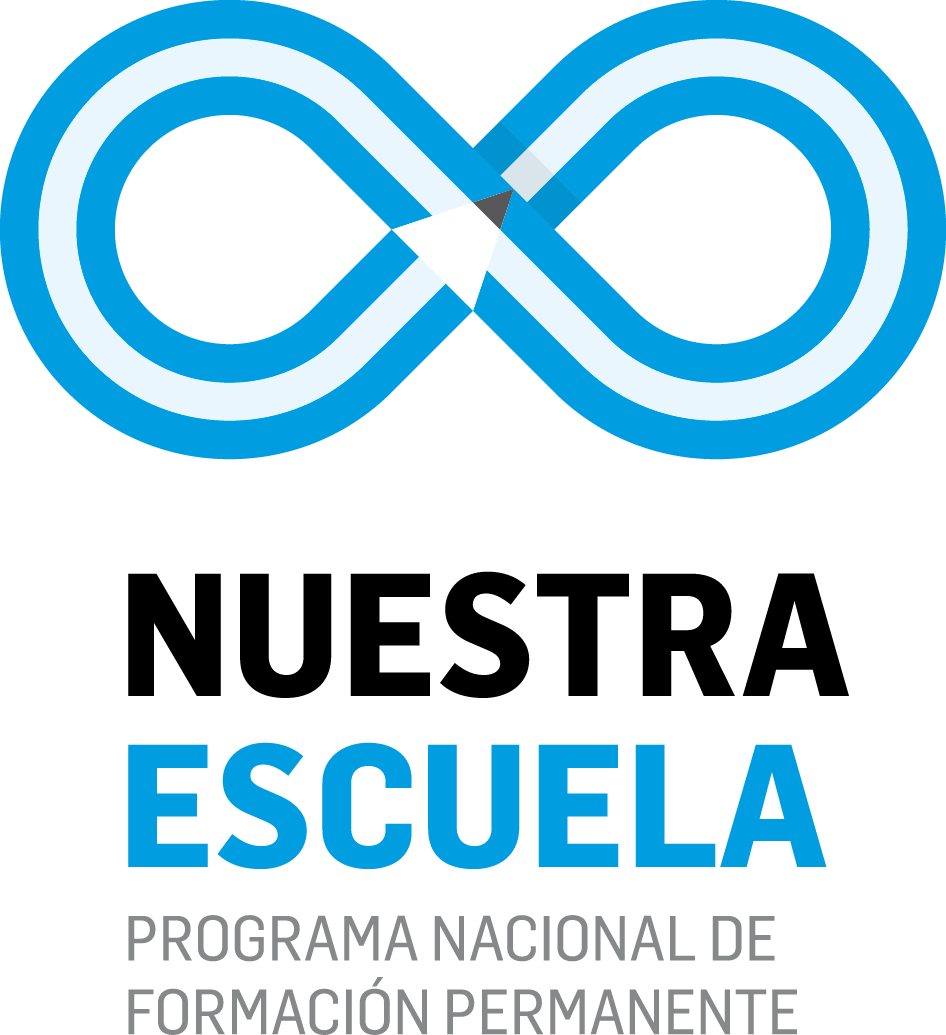 NUESTRA
ESCUELA
PROGRAMA NACIONAL DE
FORMACIÓN PERMANENTE